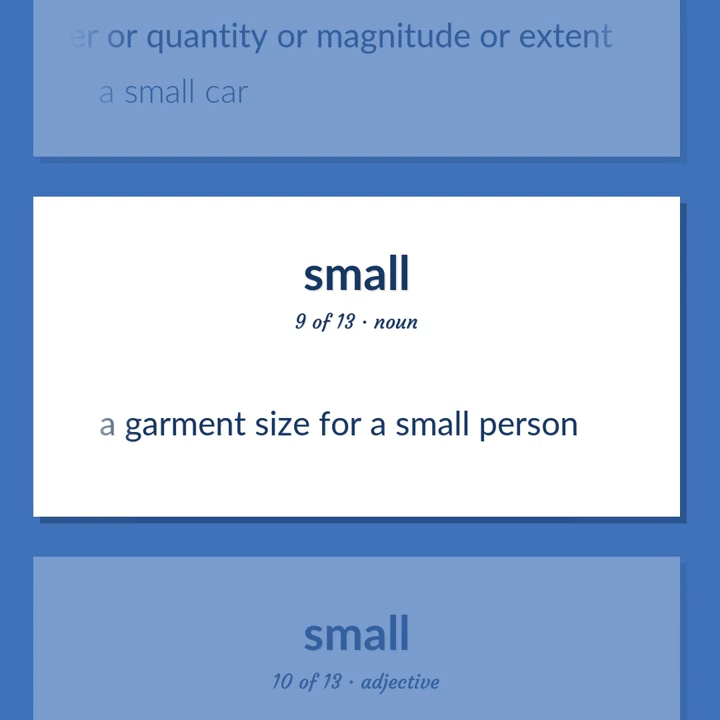 er or quantity or magnitude or extent
a small car
small
9 of 13 · noun
a garment size for a small person
small
10 of 13 · adjective